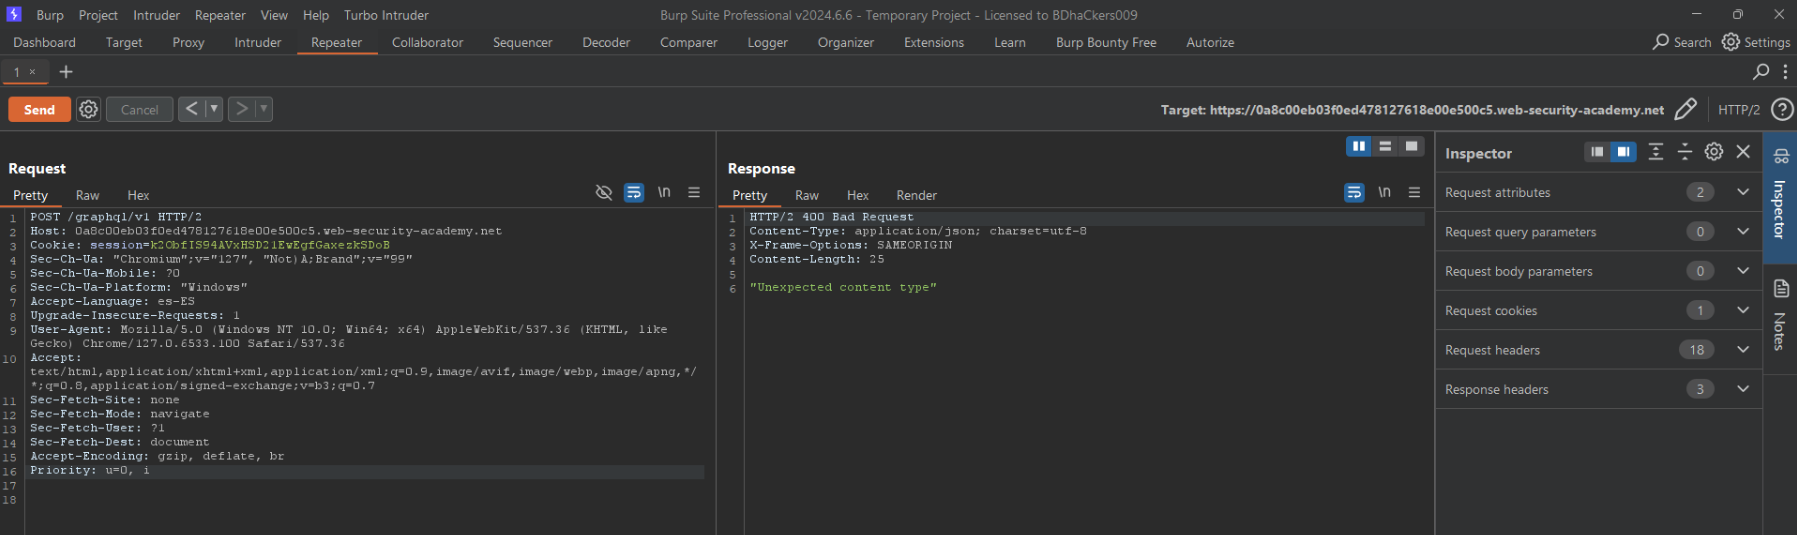 Burp Project Intruder Repeater View Help Turbo Intruder Burp Suite Professional v2024.6.6 - Temporary Project - Licensed to BDhaCkers009
Dashboard Target Proxy Intruder Repeater Collaborator Sequencer Decoder Comparer Logger Organizer Extensions Learn Burp Bounty Free Autorize Search Settings
1 × +
Send Cancel < > Target: https://0a8c00eb03f0ed478127618e00e500c5.web-security-academy.net HTTP/2 ?
Request
Pretty Raw Hex \n
1 POST /graphql/v1 HTTP/2
2 Host: 0a8c00eb03f0ed478127618e00e500c5.web-security-academy.net
3 Cookie: session=k2ObfIS94AVxHSD21EwEgfGaxezkSDoB
4 Sec-Ch-Ua: "Chromium";v="127", "Not)A;Brand";v="99"
5 Sec-Ch-Ua-Mobile: ?0
6 Sec-Ch-Ua-Platform: "Windows"
7 Accept-Language: es-ES
8 Upgrade-Insecure-Requests: 1
9 User-Agent: Mozilla/5.0 (Windows NT 10.0; Win64; x64) AppleWebKit/537.36 (KHTML, like
Gecko) Chrome/127.0.6533.100 Safari/537.36
10 Accept:
text/html,application/xhtml+xml,application/xml;q=0.9,image/avif,image/webp,image/apng,*/
*;q=0.8,application/signed-exchange;v=b3;q=0.7
11 Sec-Fetch-Site: none
12 Sec-Fetch-Mode: navigate
13 Sec-Fetch-User: ?1
14 Sec-Fetch-Dest: document
15 Accept-Encoding: gzip, deflate, br
16 Priority: u=0, i
17
18
Response
Pretty Raw Hex Render \n
1 HTTP/2 400 Bad Request
2 Content-Type: application/json; charset=utf-8
3 X-Frame-Options: SAMEORIGIN
4 Content-Length: 25
5
6 "Unexpected content type"
Inspector
Request attributes 2
Request query parameters 0
Request body parameters 0
Request cookies 1
Request headers 18
Response headers 3
Inspector
Notes